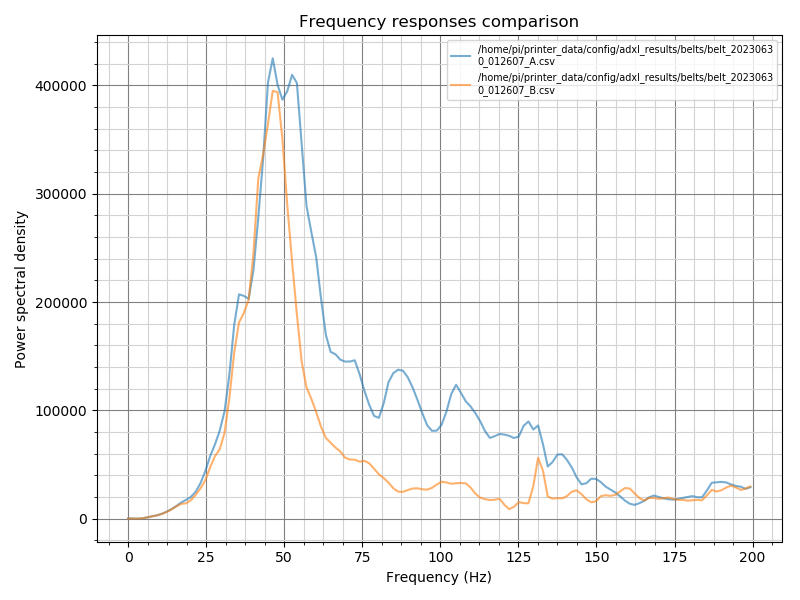 Frequency responses comparison
/home/pi/printer_data/config/adxl_results/belts/belt_2023063
0_012607_A.csv
/home/pi/printer_data/config/adxl_results/belts/belt_2023063
0_012607_B.csv
Power spectral density
400000
300000
200000
100000
0
0 25 50 75 100 125 150 175 200
Frequency (Hz)